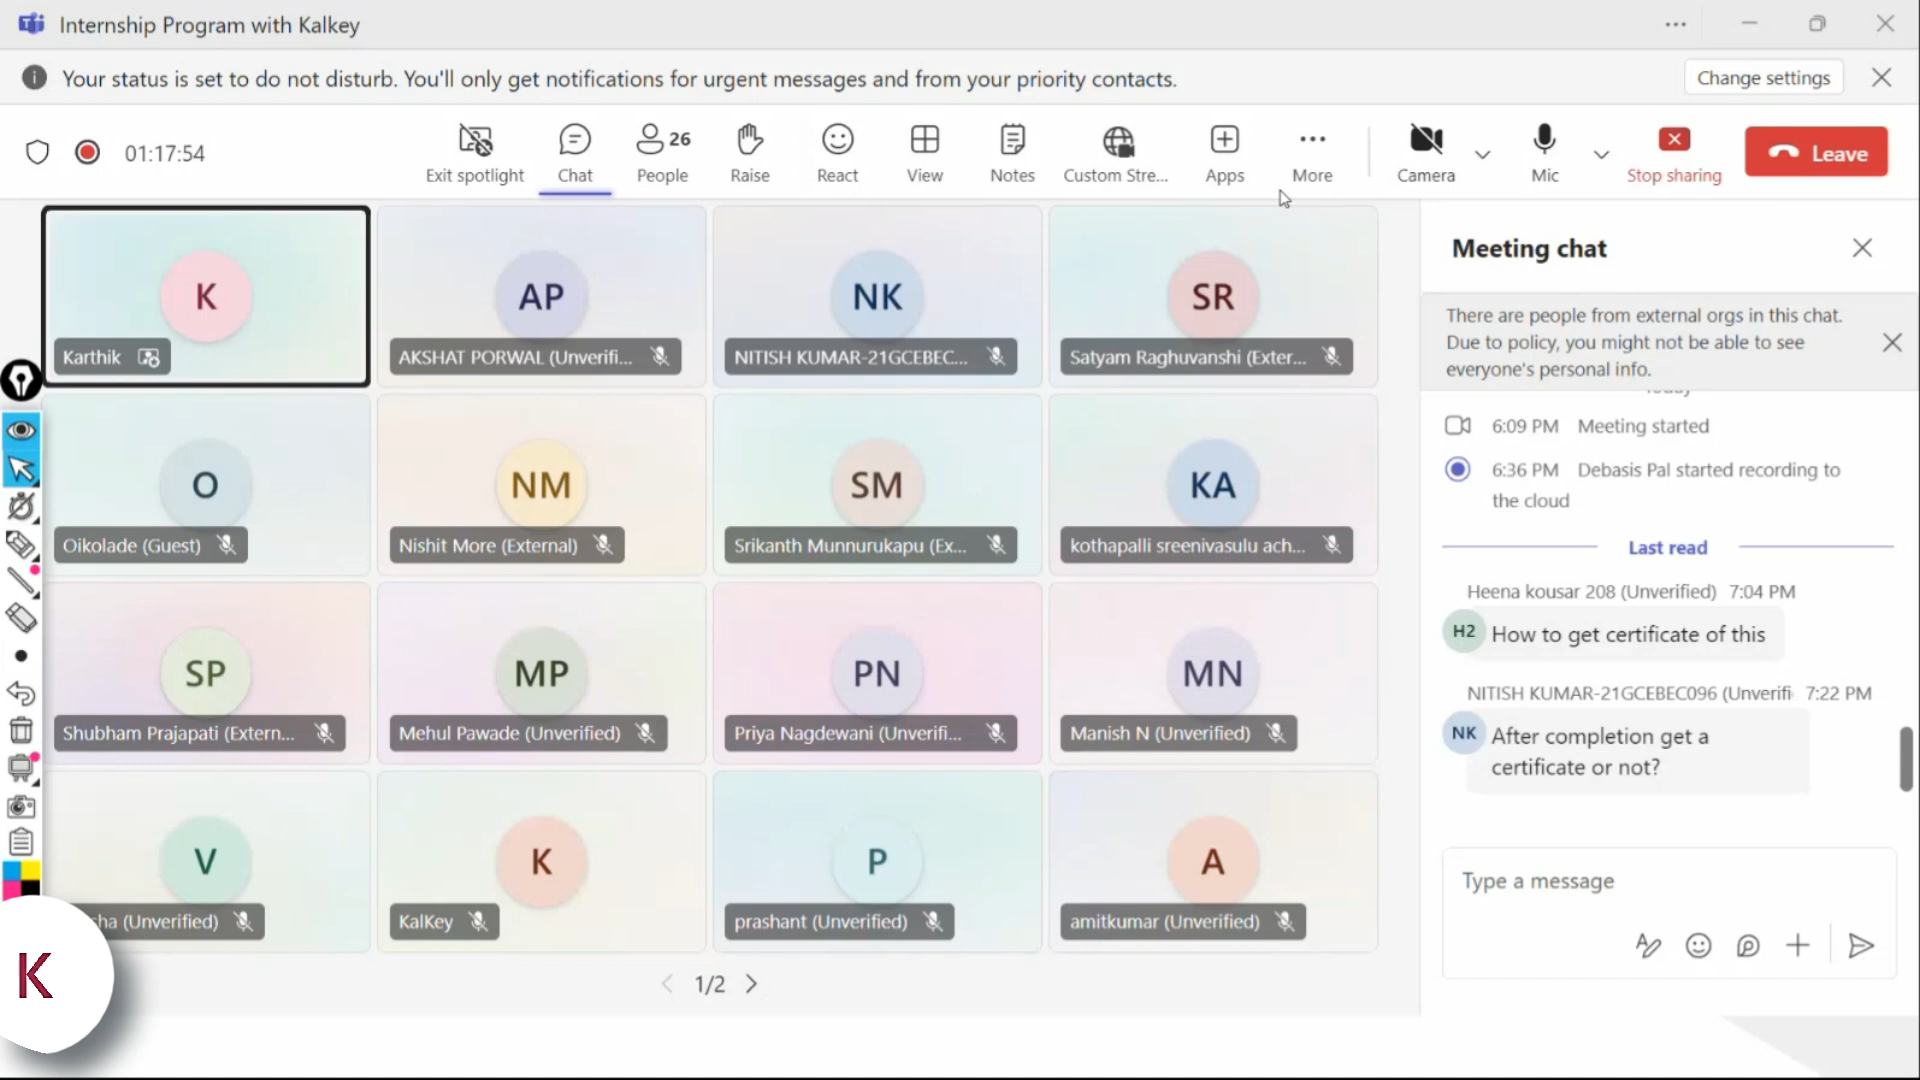 Internship Program with Kalkey
Your status is set to do not disturb. You'll only get notifications for urgent messages and from your priority contacts.
Change settings
01:17:54
Exit spotlight
Chat
26
People
Raise
React
View
Notes
Custom Stre...
Apps
More
Camera
Mic
Stop sharing
Leave
K
Karthik
AP
AKSHAT PORWAL (Unverifi...
NK
NITISH KUMAR-21GCEBEC...
SR
Satyam Raghuvanshi (Exter...
O
Oikolade (Guest)
NM
Nishit More (External)
SM
Srikanth Munnurukapu (Ex...
KA
kothapalli sreenivasulu ach...
SP
Shubham Prajapati (Extern...
MP
Mehul Pawade (Unverified)
PN
Priya Nagdewani (Unverifi...
MN
Manish N (Unverified)
V
sha (Unverified)
K
KalKey
P
prashant (Unverified)
A
amitkumar (Unverified)
1/2
K
Meeting chat
There are people from external orgs in this chat.
Due to policy, you might not be able to see
everyone's personal info.
6:09 PM Meeting started
6:36 PM Debasis Pal started recording to
the cloud
Last read
Heena kousar 208 (Unverified) 7:04 PM
H2
How to get certificate of this
NITISH KUMAR-21GCEBEC096 (Unverifi 7:22 PM
NK
After completion get a
certificate or not?
Type a message